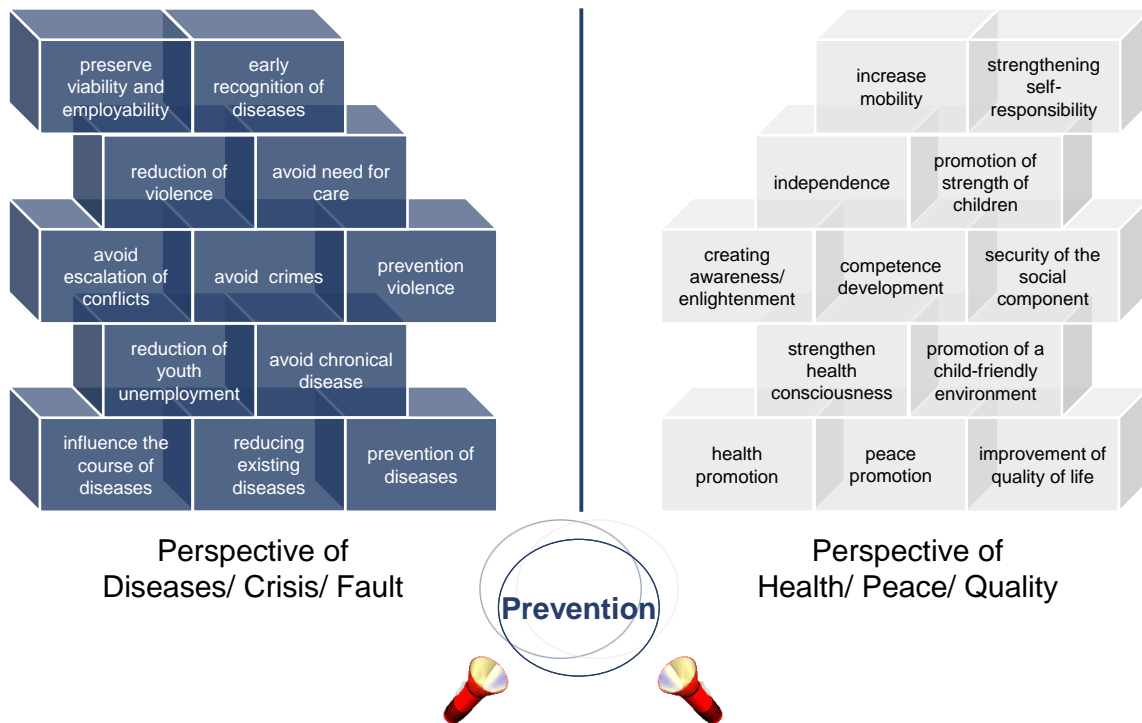 preserve
viability and
employability
early
recognition of
diseases
reduction of
violence
avoid need for
care
avoid
escalation of
conflicts
avoid crimes
prevention
violence
reduction of
youth
unemployment
avoid chronical
disease
influence the
course of
diseases
reducing
existing
diseases
prevention of
diseases
Perspective of
Diseases/ Crisis/ Fault
increase
mobility
strengthening
self-
responsibility
independence
promotion of
strength of
children
creating
awareness/
enlightenment
competence
development
security of the
social
component
strengthen
health
consciousness
promotion of a
child-friendly
environment
health
promotion
peace
promotion
improvement of
quality of life
Perspective of
Health/ Peace/ Quality
Prevention